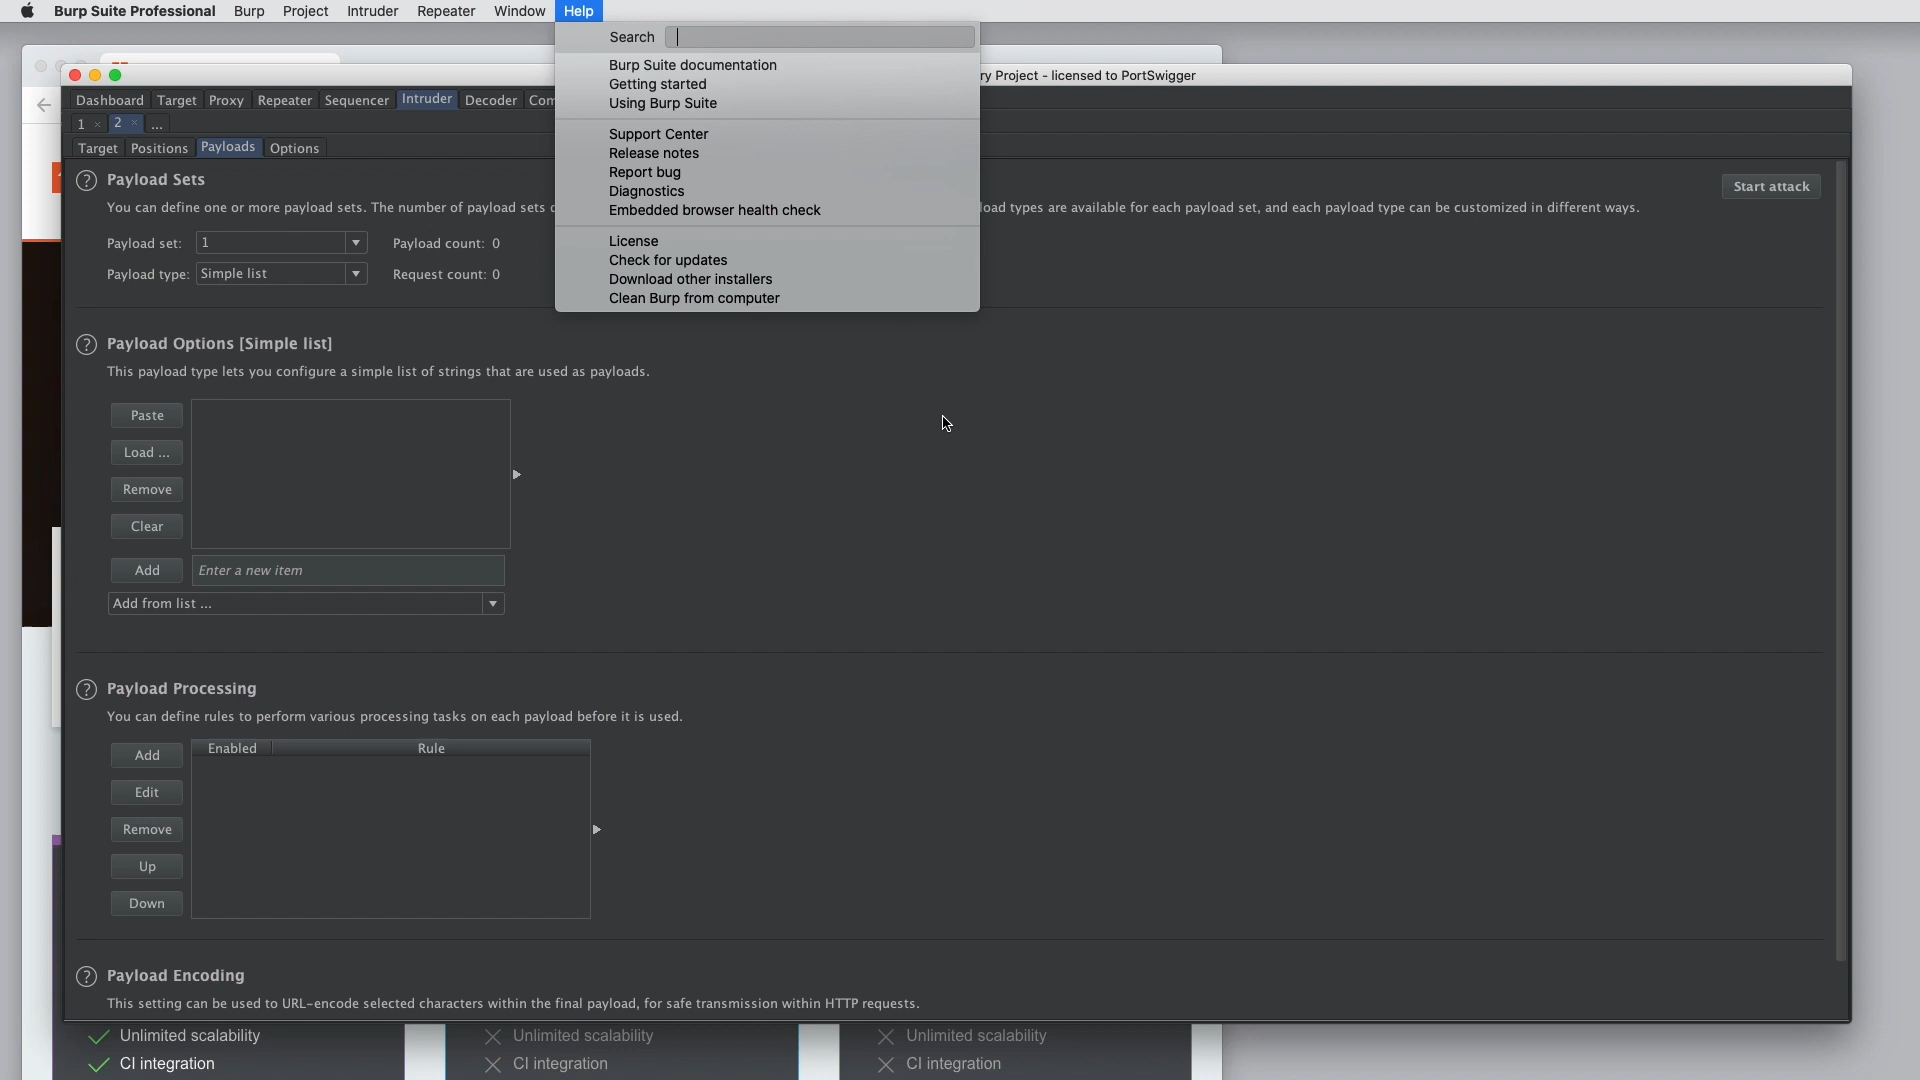 Burp Suite Professional Burp Project Intruder Repeater Window Help
Search
Burp Suite documentation
Getting started
Using Burp Suite
Support Center
Release notes
Report bug
Diagnostics
Embedded browser health check
License
Check for updates
Download other installers
Clean Burp from computer
ry Project - licensed to PortSwigger
Dashboard Target Proxy Repeater Sequencer Intruder Decoder Com
1 × 2 × ...
Target Positions Payloads Options
? Payload Sets
Start attack
You can define one or more payload sets. The number of payload sets d
load types are available for each payload set, and each payload type can be customized in different ways.
Payload set: 1 Payload count: 0
Payload type: Simple list Request count: 0
? Payload Options [Simple list]
This payload type lets you configure a simple list of strings that are used as payloads.
Paste
Load ...
Remove
Clear
Add Enter a new item
Add from list ...
? Payload Processing
You can define rules to perform various processing tasks on each payload before it is used.
Add Enabled Rule
Edit
Remove
Up
Down
? Payload Encoding
This setting can be used to URL-encode selected characters within the final payload, for safe transmission within HTTP requests.
Unlimited scalability Unlimited scalability Unlimited scalability
CI integration CI integration CI integration